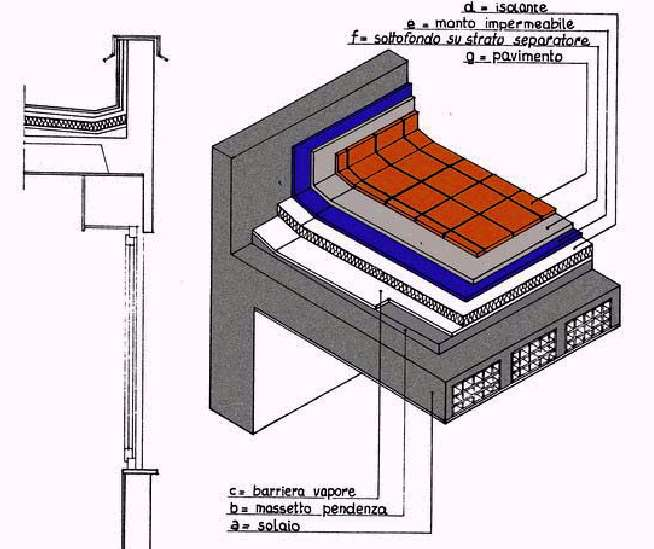 d = isolante
e = manto impermeabile
f = sottofondo su strato separatore
g = pavimento
c = barriera vapore
b = massetto pendenza
a = solaio